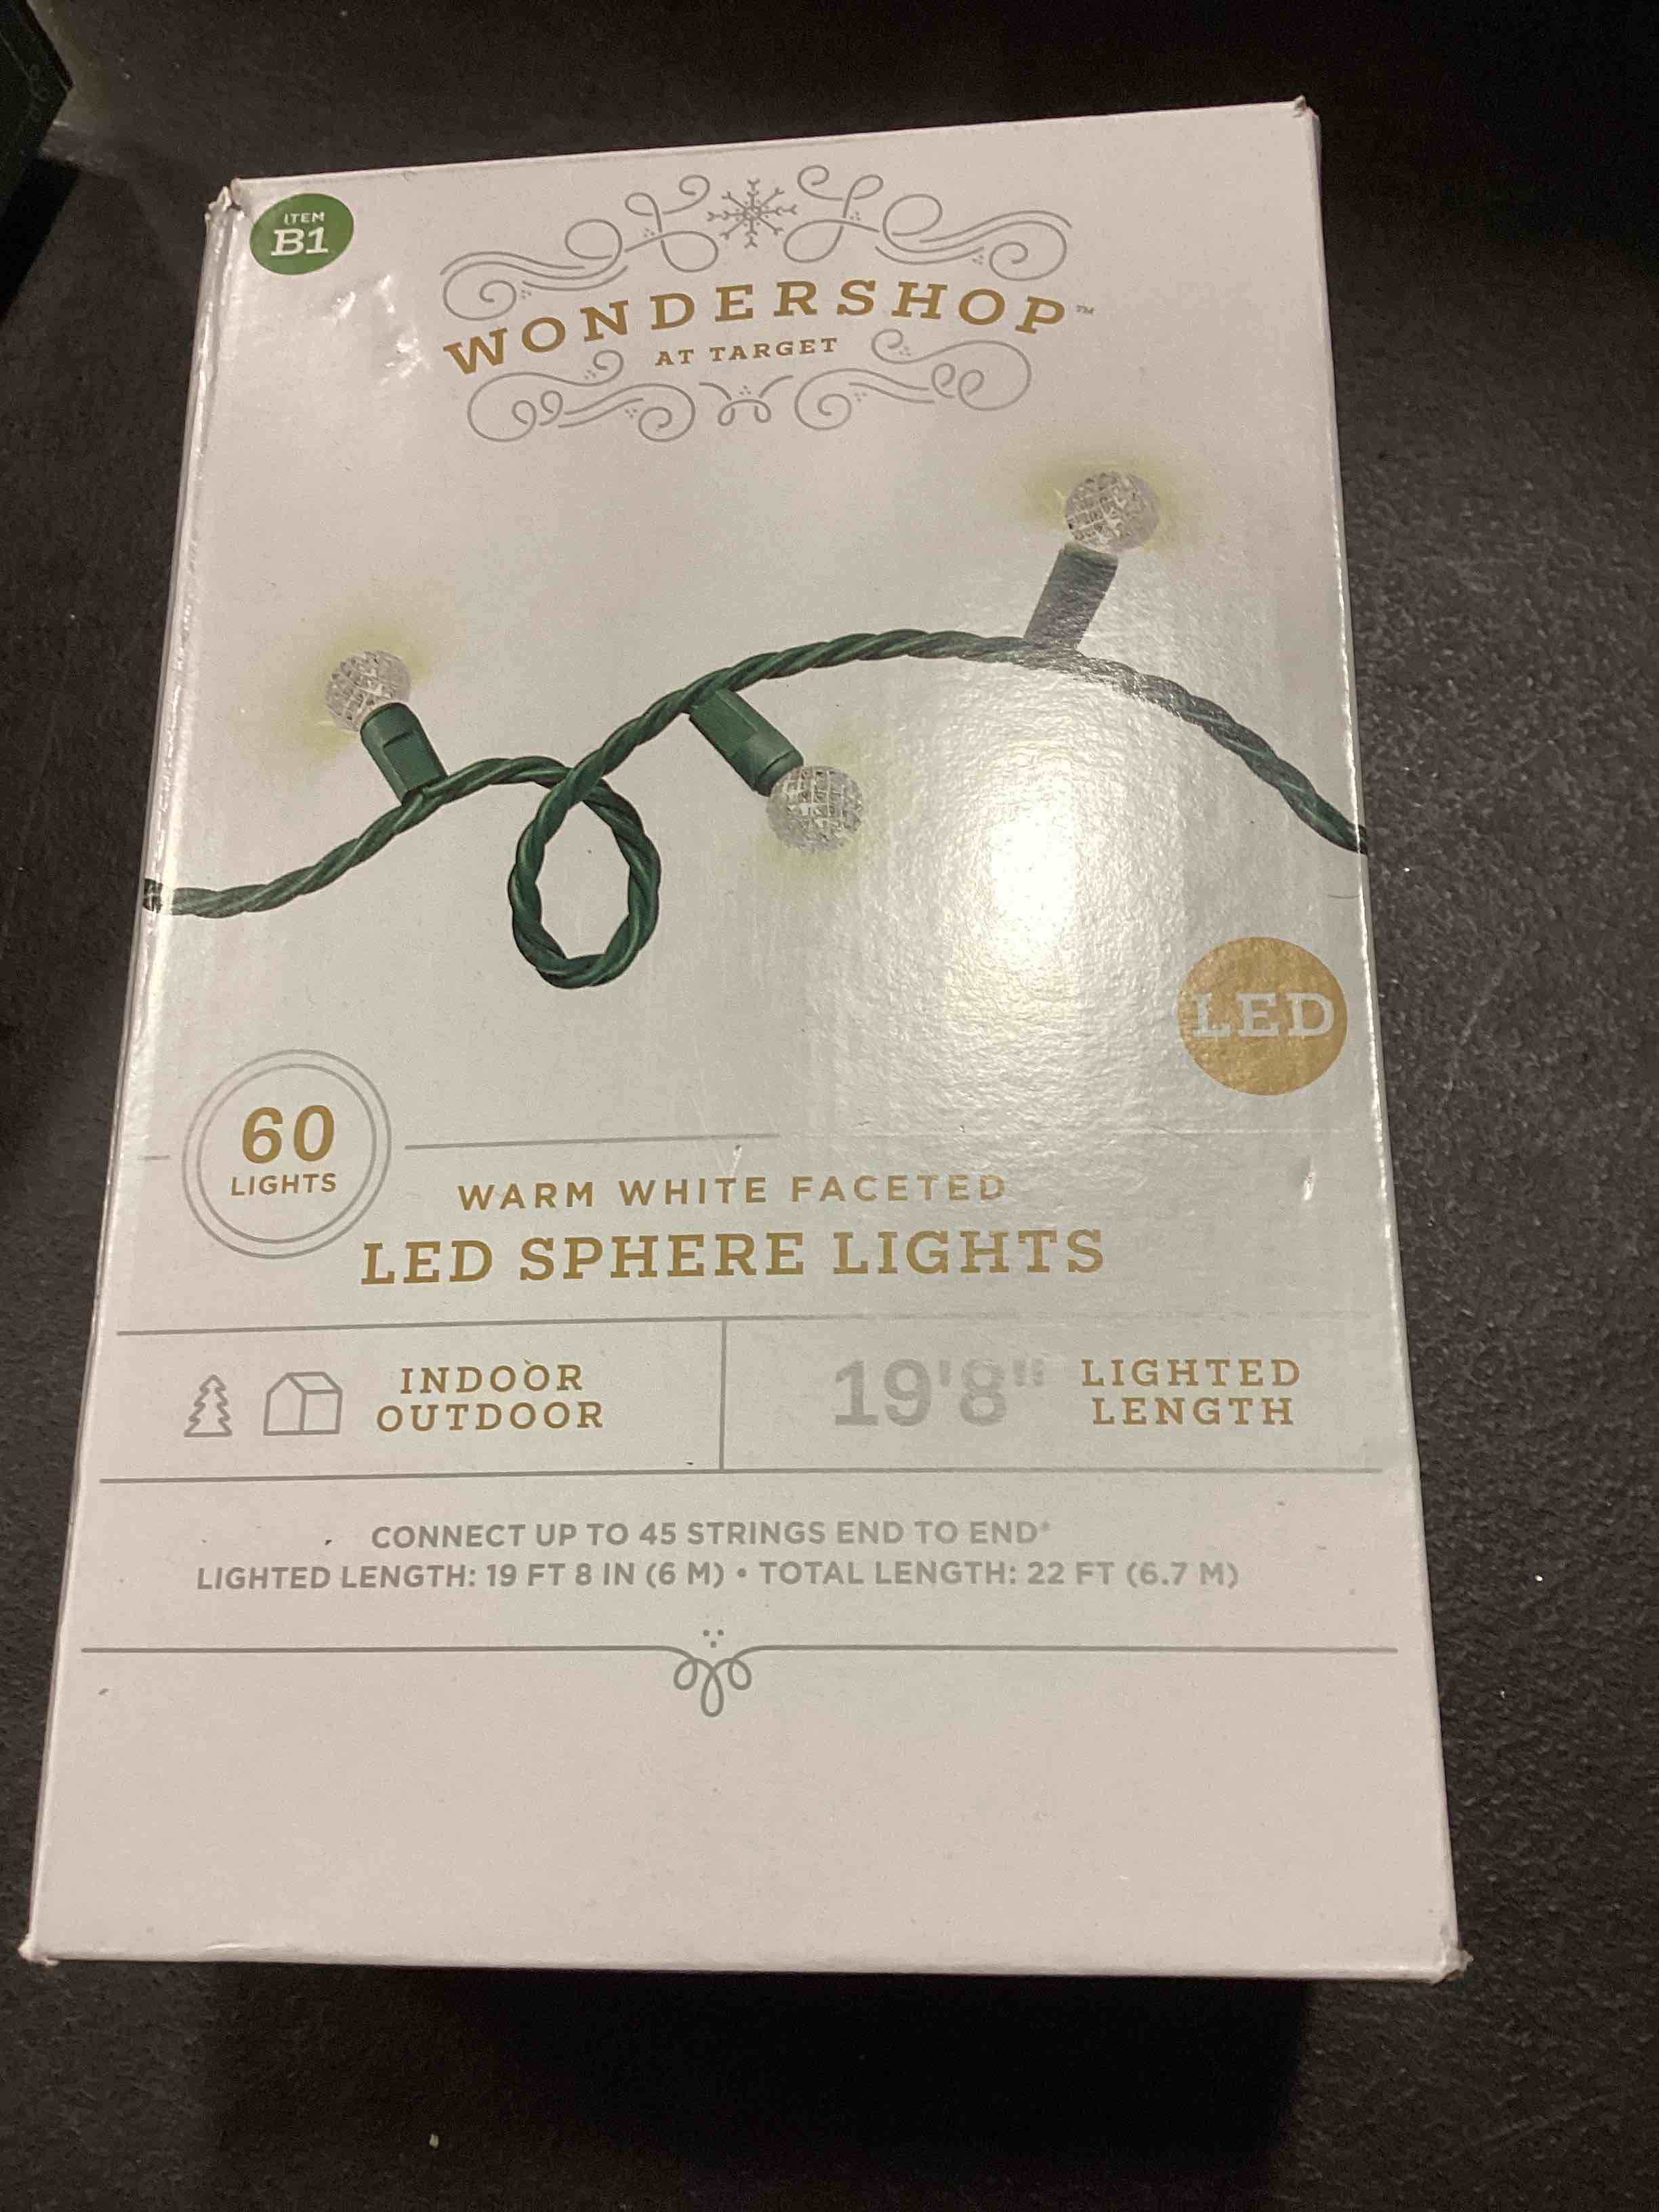 ITEM
B1
WONDERSHOP™
AT TARGET
LED
60
LIGHTS
WARM WHITE FACETED
LED SPHERE LIGHTS
INDOOR
OUTDOOR
19'8"
LIGHTED
LENGTH
CONNECT UP TO 45 STRINGS END TO END*
LIGHTED LENGTH: 19 FT 8 IN (6 M) • TOTAL LENGTH: 22 FT (6.7 M)